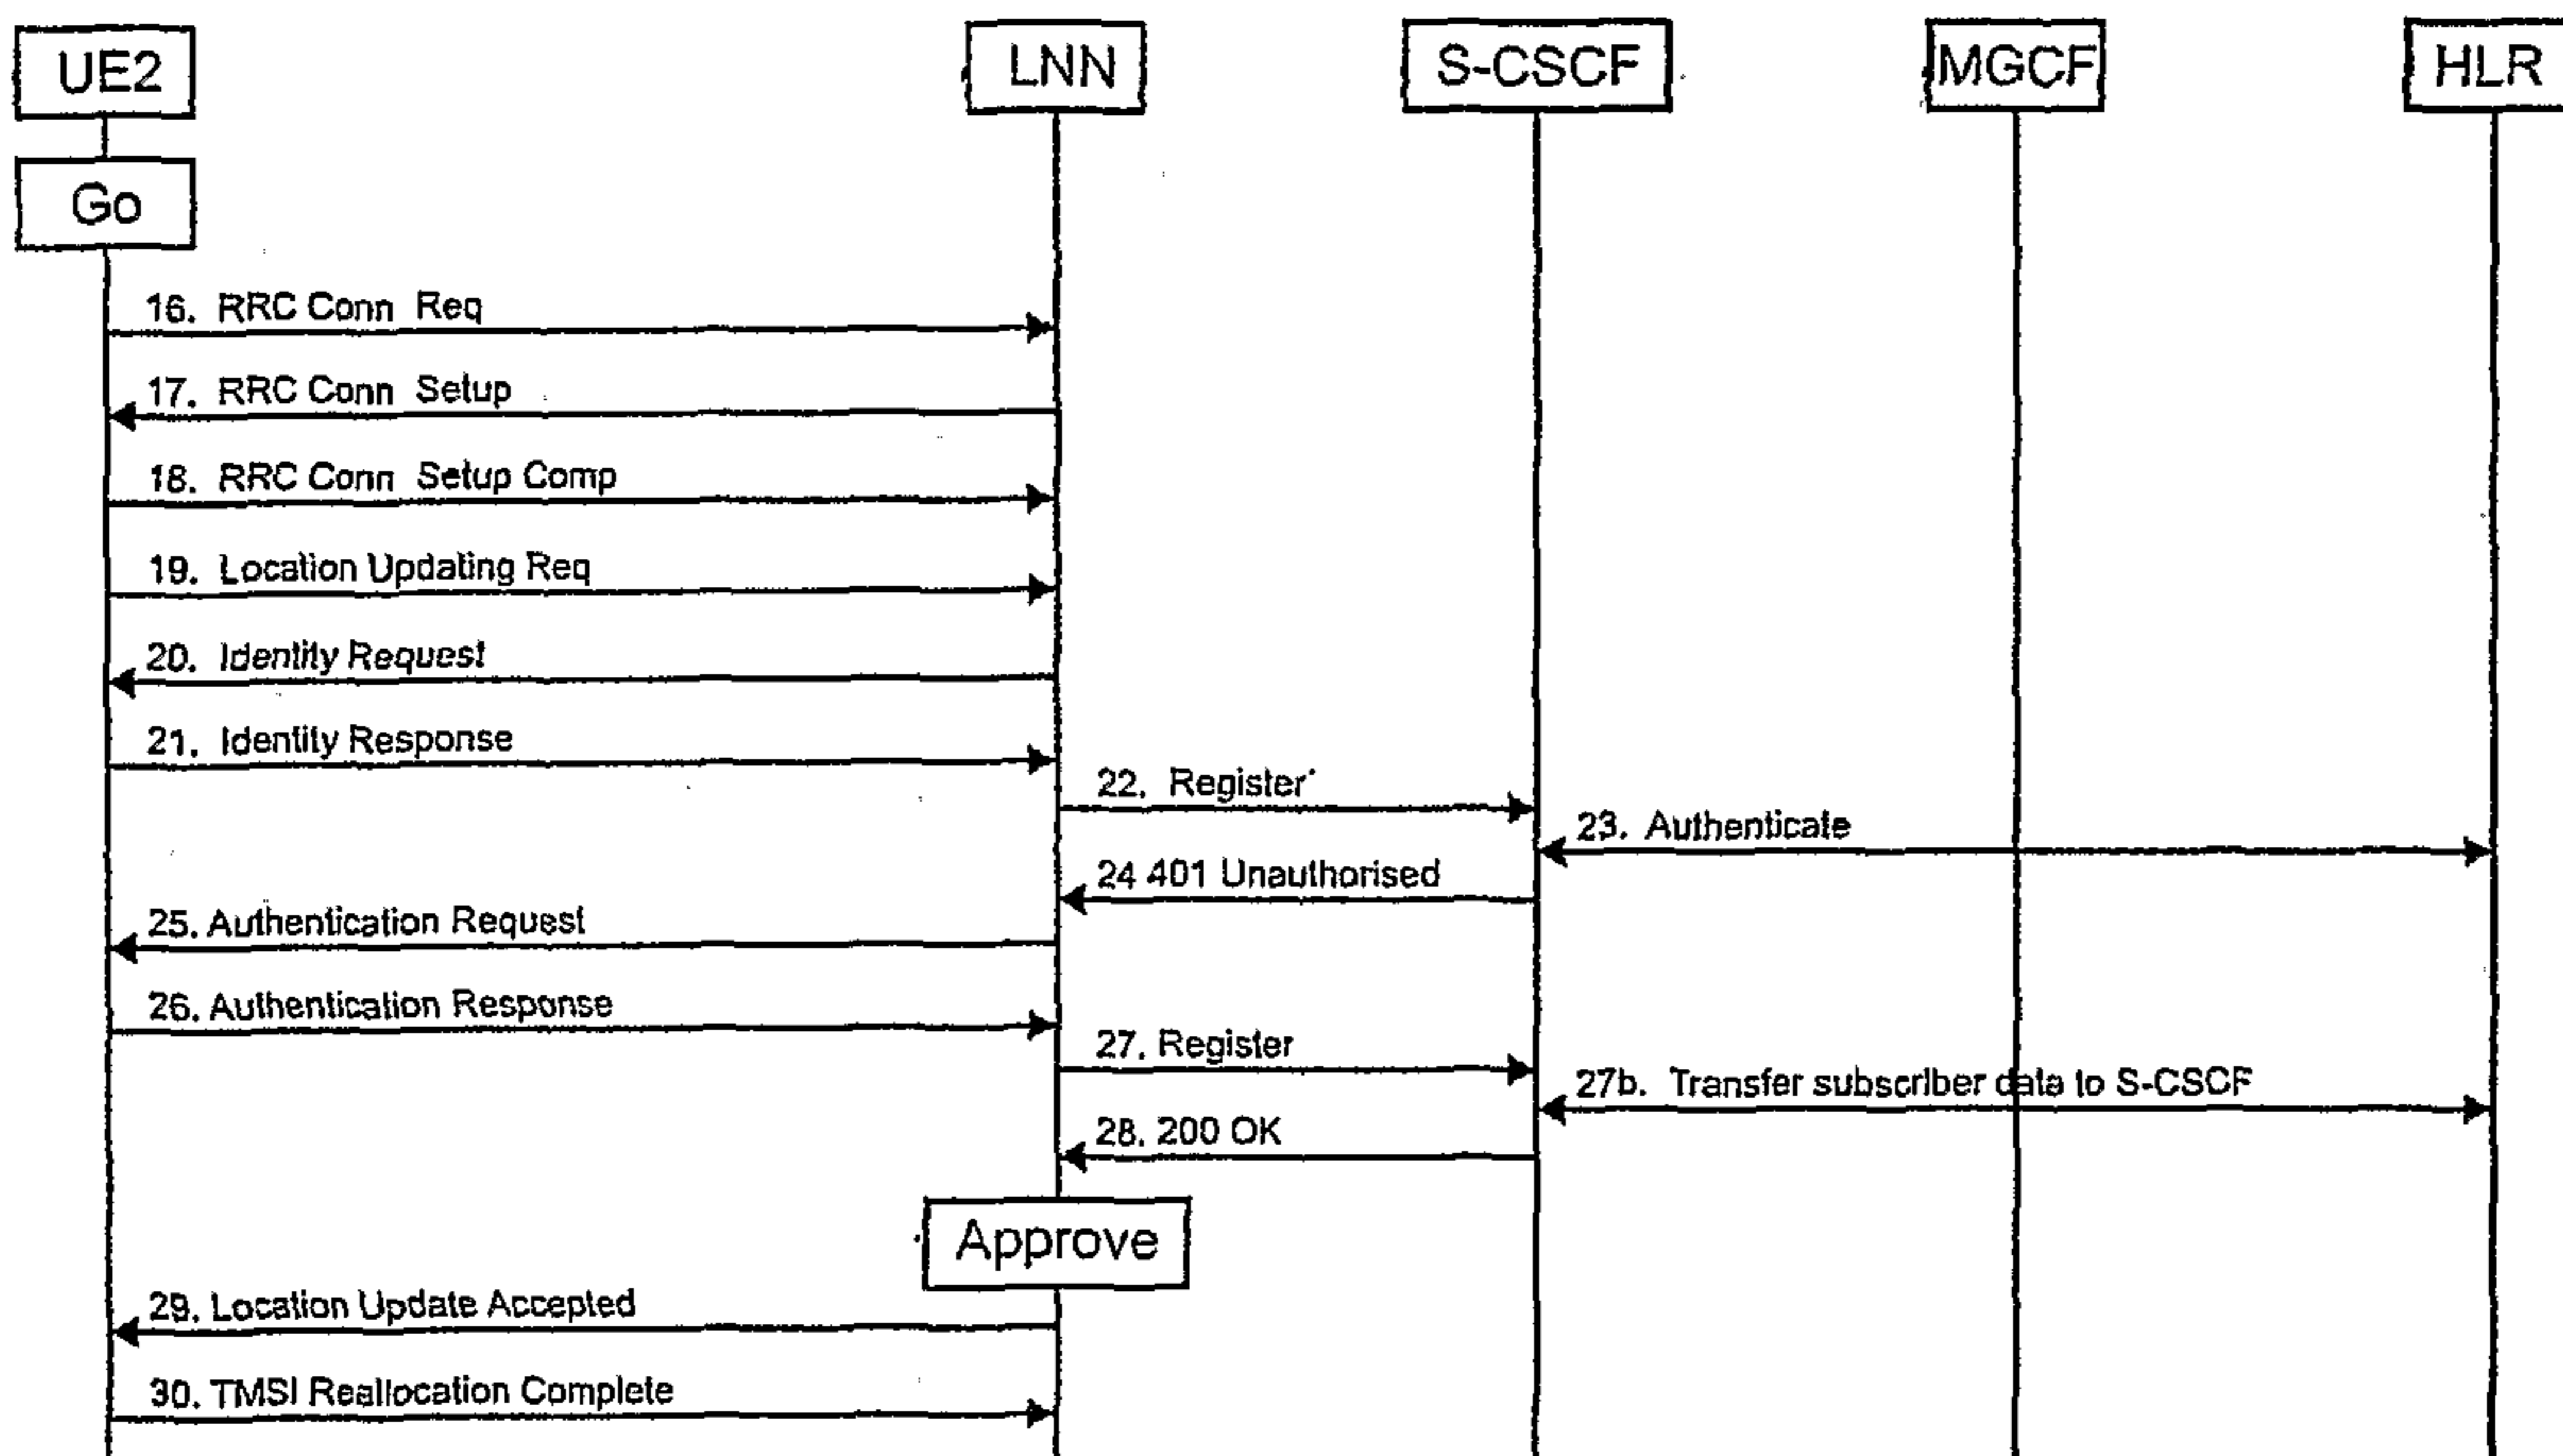 UE2
LNN
S-CSCF
MGCF
HLR
Go
16. RRC Conn Req
17. RRC Conn Setup
18. RRC Conn Setup Comp
19. Location Updating Req
20. Identity Request
21. Identity Response
22. Register
23. Authenticate
24 401 Unauthorised
25. Authentication Request
26. Authentication Response
27. Register
27b. Transfer subscriber data to S-CSCF
28. 200 OK
Approve
29. Location Update Accepted
30. TMSI Reallocation Complete